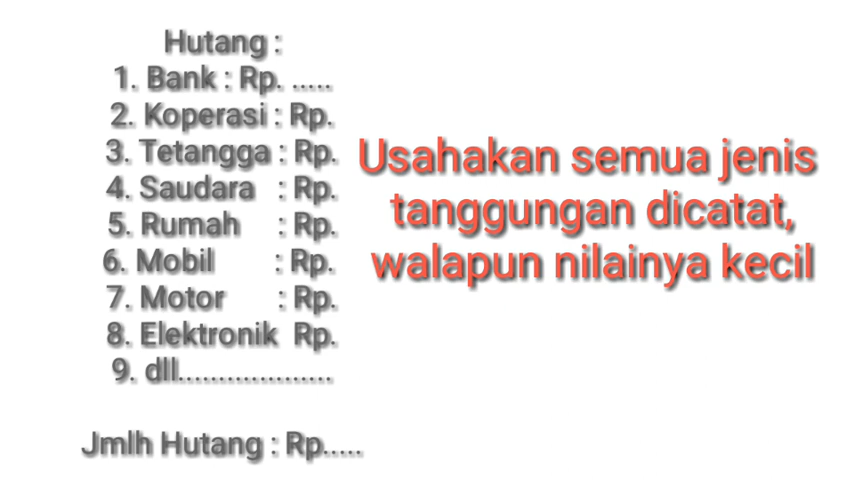 Hutang :
1. Bank : Rp. .....
2. Koperasi : Rp.
3. Tetangga : Rp.
4. Saudara : Rp.
5. Rumah : Rp.
6. Mobil : Rp.
7. Motor : Rp.
8. Elektronik Rp.
9. dll...................
Jmlh Hutang : Rp.....
Usahakan semua jenis
tanggungan dicatat,
walapun nilainya kecil